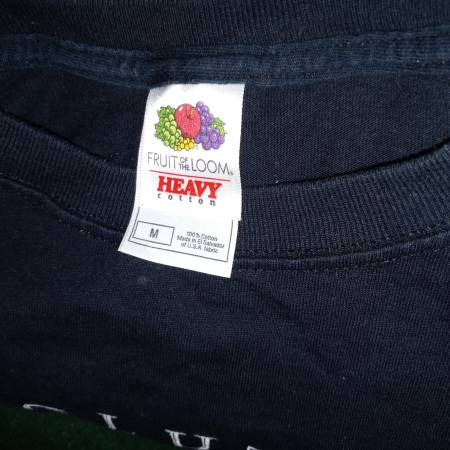 FRUIT OF THE LOOM®
HEAVY
cotton
M
100% Cotton
Made in El Salvador
of U.S.A. fabric